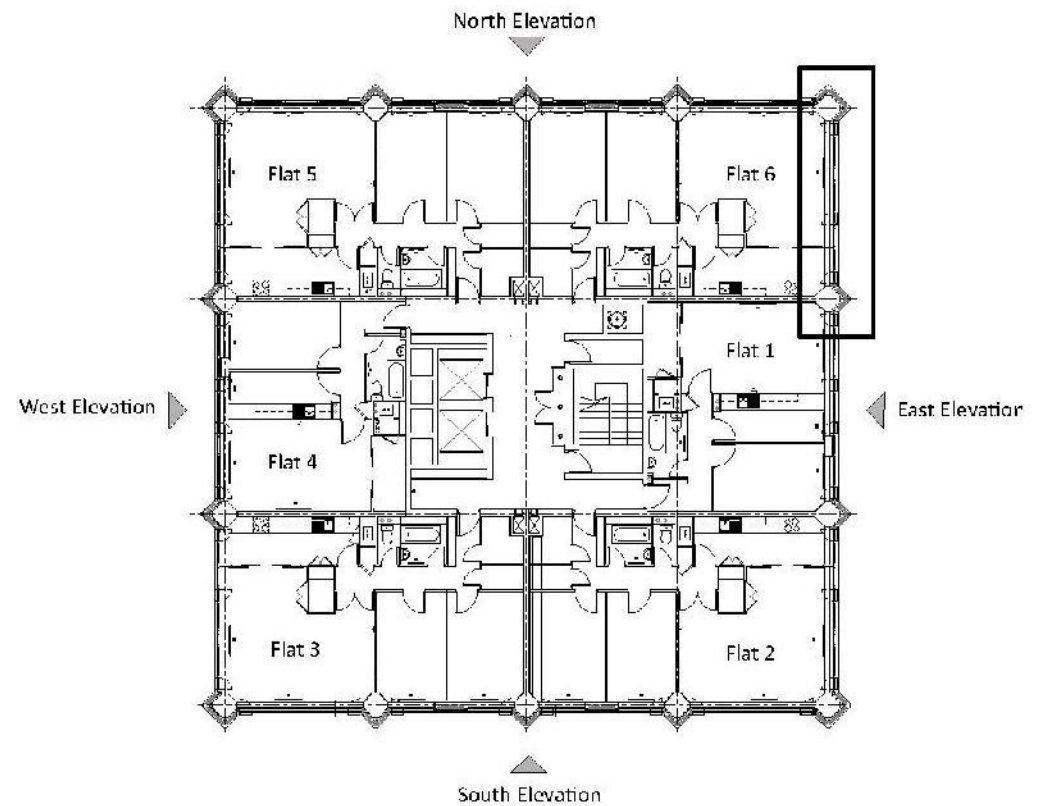 North Elevation
Flat 5
Flat 6
Flat 1
West Elevation
East Elevation
Flat 4
Flat 3
Flat 2
South Elevation